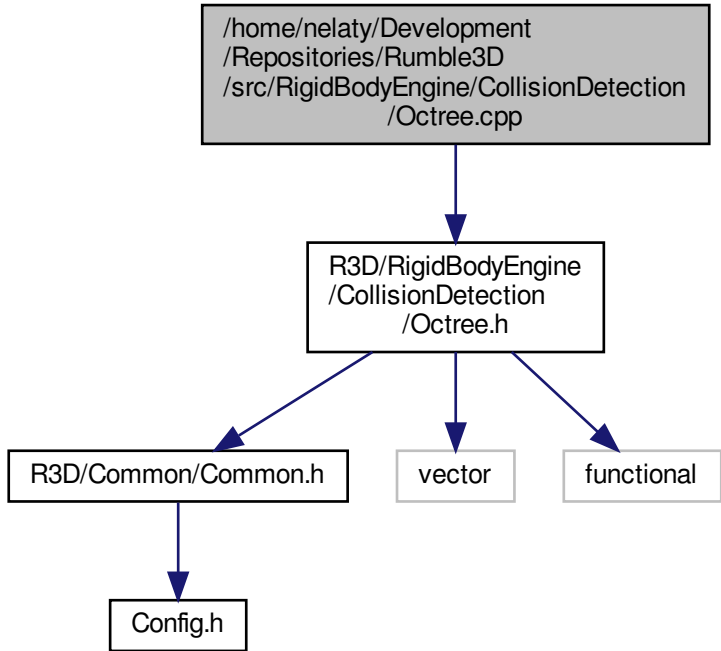 /home/nelaty/Development
/Repositories/Rumble3D
/src/RigidBodyEngine/CollisionDetection
/Octree.cpp
R3D/RigidBodyEngine
/CollisionDetection
/Octree.h
R3D/Common/Common.h
vector
functional
Config.h